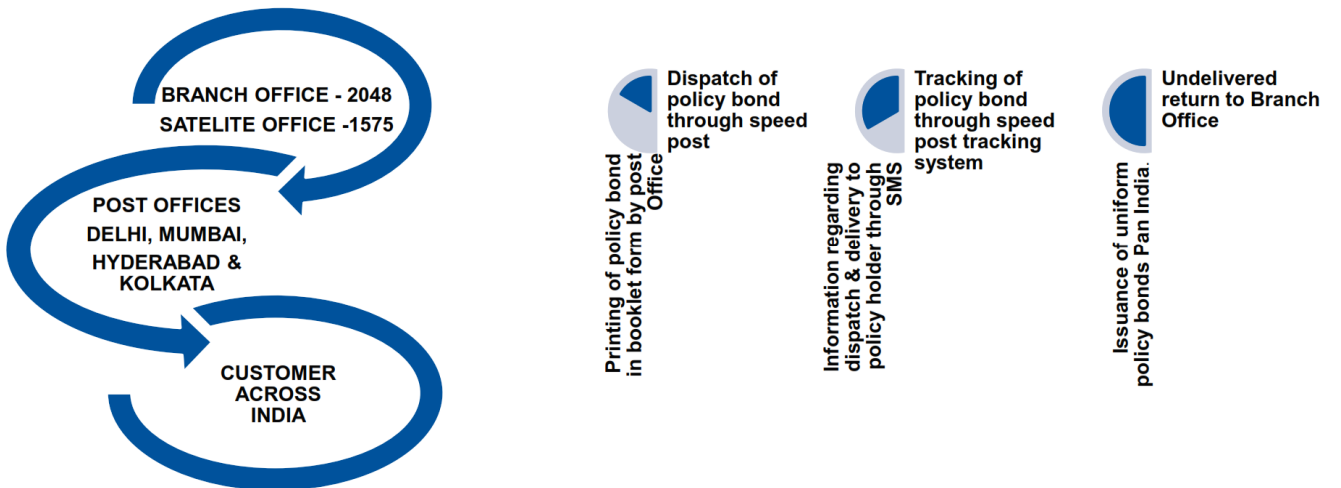 BRANCH OFFICE - 2048
SATELITE OFFICE -1575
POST OFFICES
DELHI, MUMBAI,
HYDERABAD &
KOLKATA
CUSTOMER
ACROSS
INDIA
Dispatch of
policy bond
through speed
post
Printing of policy bond
in booklet form by post
Office
Tracking of
policy bond
through speed
post tracking
system
Information regarding
dispatch & delivery to
policy holder through
SMS
Undelivered
return to Branch
Office
Issuance of uniform
policy bonds Pan India.